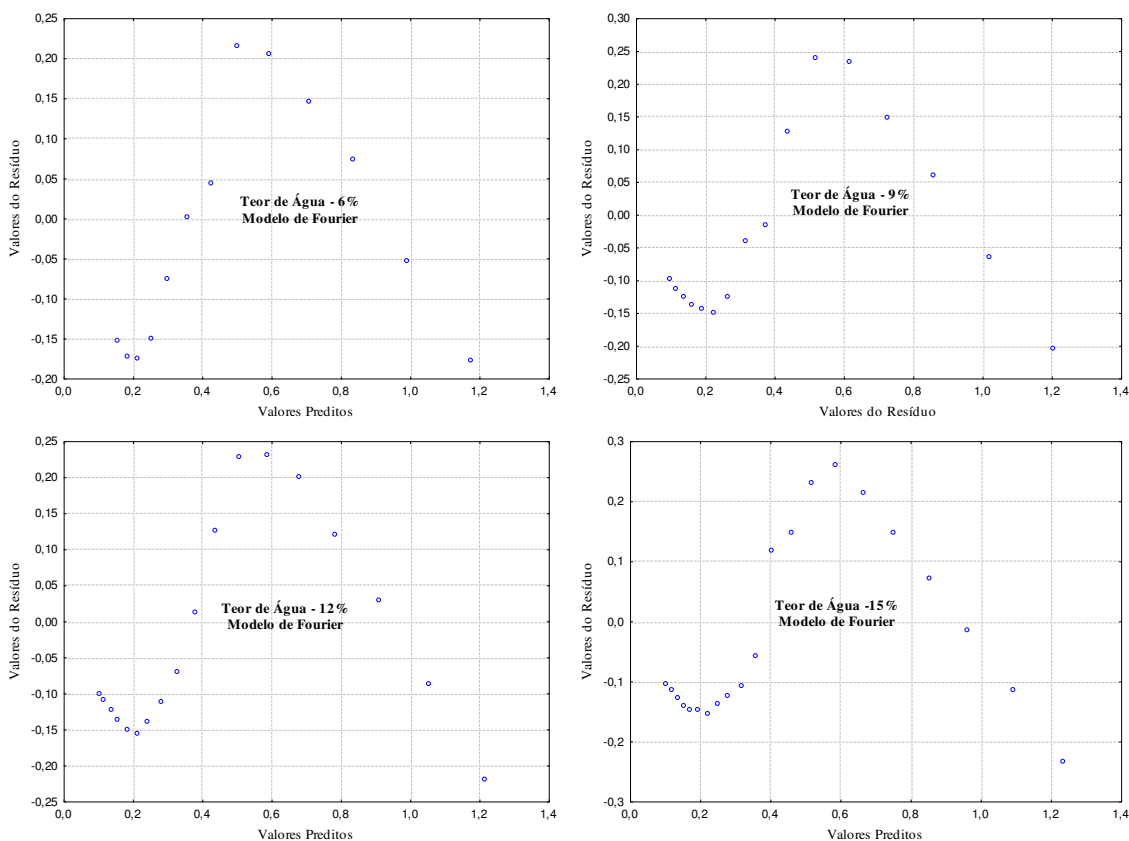 0,25
0,20
0,15
0,10
0,05
0,00
-0,05
-0,10
-0,15
-0,20
0,0 0,2 0,4 0,6 0,8 1,0 1,2 1,4
Valores do Resíduo
Valores Preditos
Teor de Água - 6%
Modelo de Fourier
0,30
0,25
0,20
0,15
0,10
0,05
0,00
-0,05
-0,10
-0,15
-0,20
-0,25
0,0 0,2 0,4 0,6 0,8 1,0 1,2 1,4
Valores do Resíduo
Valores do Resíduo
Teor de Água - 9%
Modelo de Fourier
0,25
0,20
0,15
0,10
0,05
0,00
-0,05
-0,10
-0,15
-0,20
-0,25
0,0 0,2 0,4 0,6 0,8 1,0 1,2 1,4
Valores do Resíduo
Valores Preditos
Teor de Água - 12%
Modelo de Fourier
0,3
0,2
0,1
0,0
-0,1
-0,2
-0,3
0,0 0,2 0,4 0,6 0,8 1,0 1,2 1,4
Valores do Resíduo
Valores Preditos
Teor de Água -15%
Modelo de Fourier